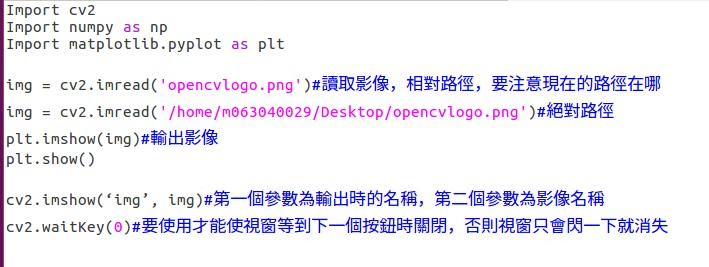 Import cv2
Import numpy as np
Import matplotlib.pyplot as plt
img = cv2.imread('opencvlogo.png')#讀取影像，相對路徑，要注意現在的路徑在哪
img = cv2.imread('/home/m063040029/Desktop/opencvlogo.png')#絕對路徑
plt.imshow(img)#輸出影像
plt.show()
cv2.imshow(‘img’, img)#第一個參數為輸出時的名稱，第二個參數為影像名稱
cv2.waitKey(0)#要使用才能使視窗等到下一個按鈕時關閉，否則視窗只會閃一下就消失